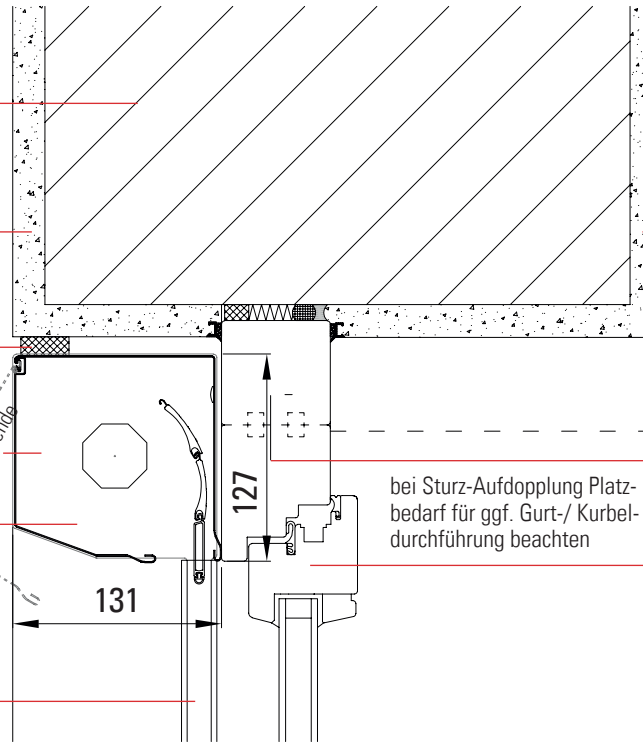 127
bei Sturz-Aufdopplung Platz-
bedarf für ggf. Gurt-/ Kurbel-
durchführung beachten
131